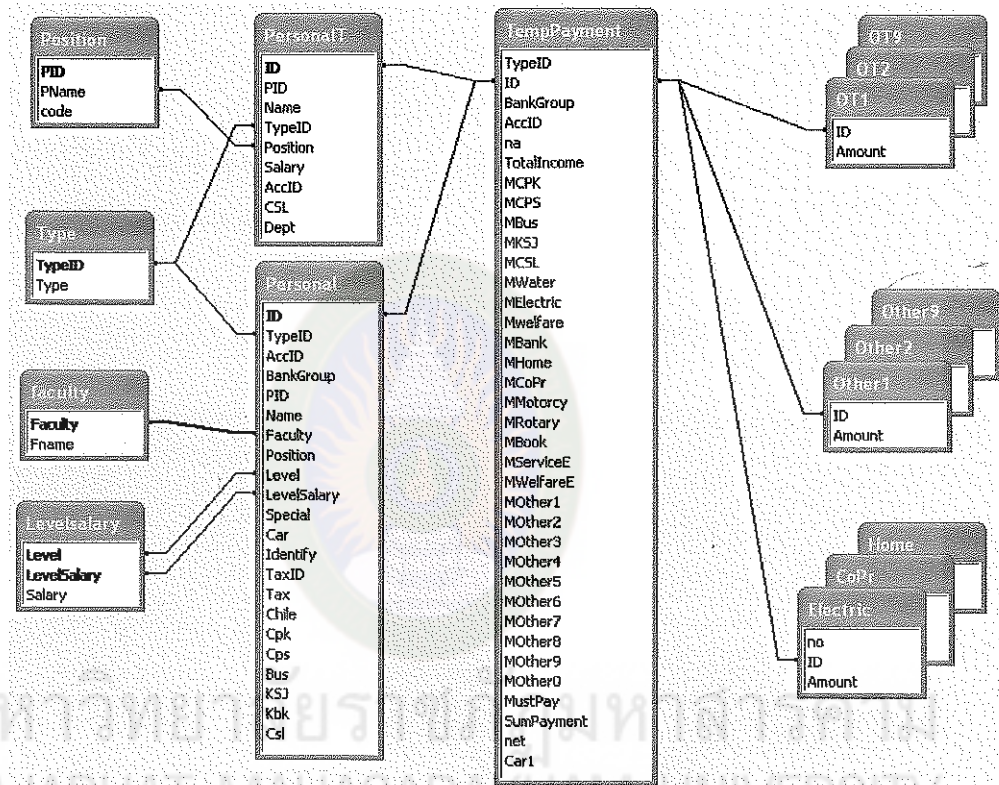 Position
PID
PName
code
Type
TypeID
Type
Faculty
Faculty
Fname
Levelsalary
Level
LevelSalary
Salary
PersonalT
ID
PID
Name
TypeID
Position
Salary
AccID
CSL
Dept
Personal
ID
TypeID
AccID
BankGroup
PID
Name
Faculty
Position
Level
LevelSalary
Special
Car
Identify
TaxID
Tax
Chile
Cpk
Cps
Bus
KSJ
Kbk
Csl
TempPayment
TypeID
ID
BankGroup
AccID
na
TotalIncome
MCPK
MCPS
MBus
MKSJ
MCSL
MWater
MElectric
Mwelfare
MBank
MHome
MCoPr
MMotorcy
MRotary
MBook
MServiceE
MWelfareE
MOther1
MOther2
MOther3
MOther4
MOther5
MOther6
MOther7
MOther8
MOther9
MOther0
MustPay
SumPayment
net
Car1
OT9
OT2
OT1
ID
Amount
Other9
Other2
Other1
ID
Amount
Home
CoPr
Electric
no
ID
Amount